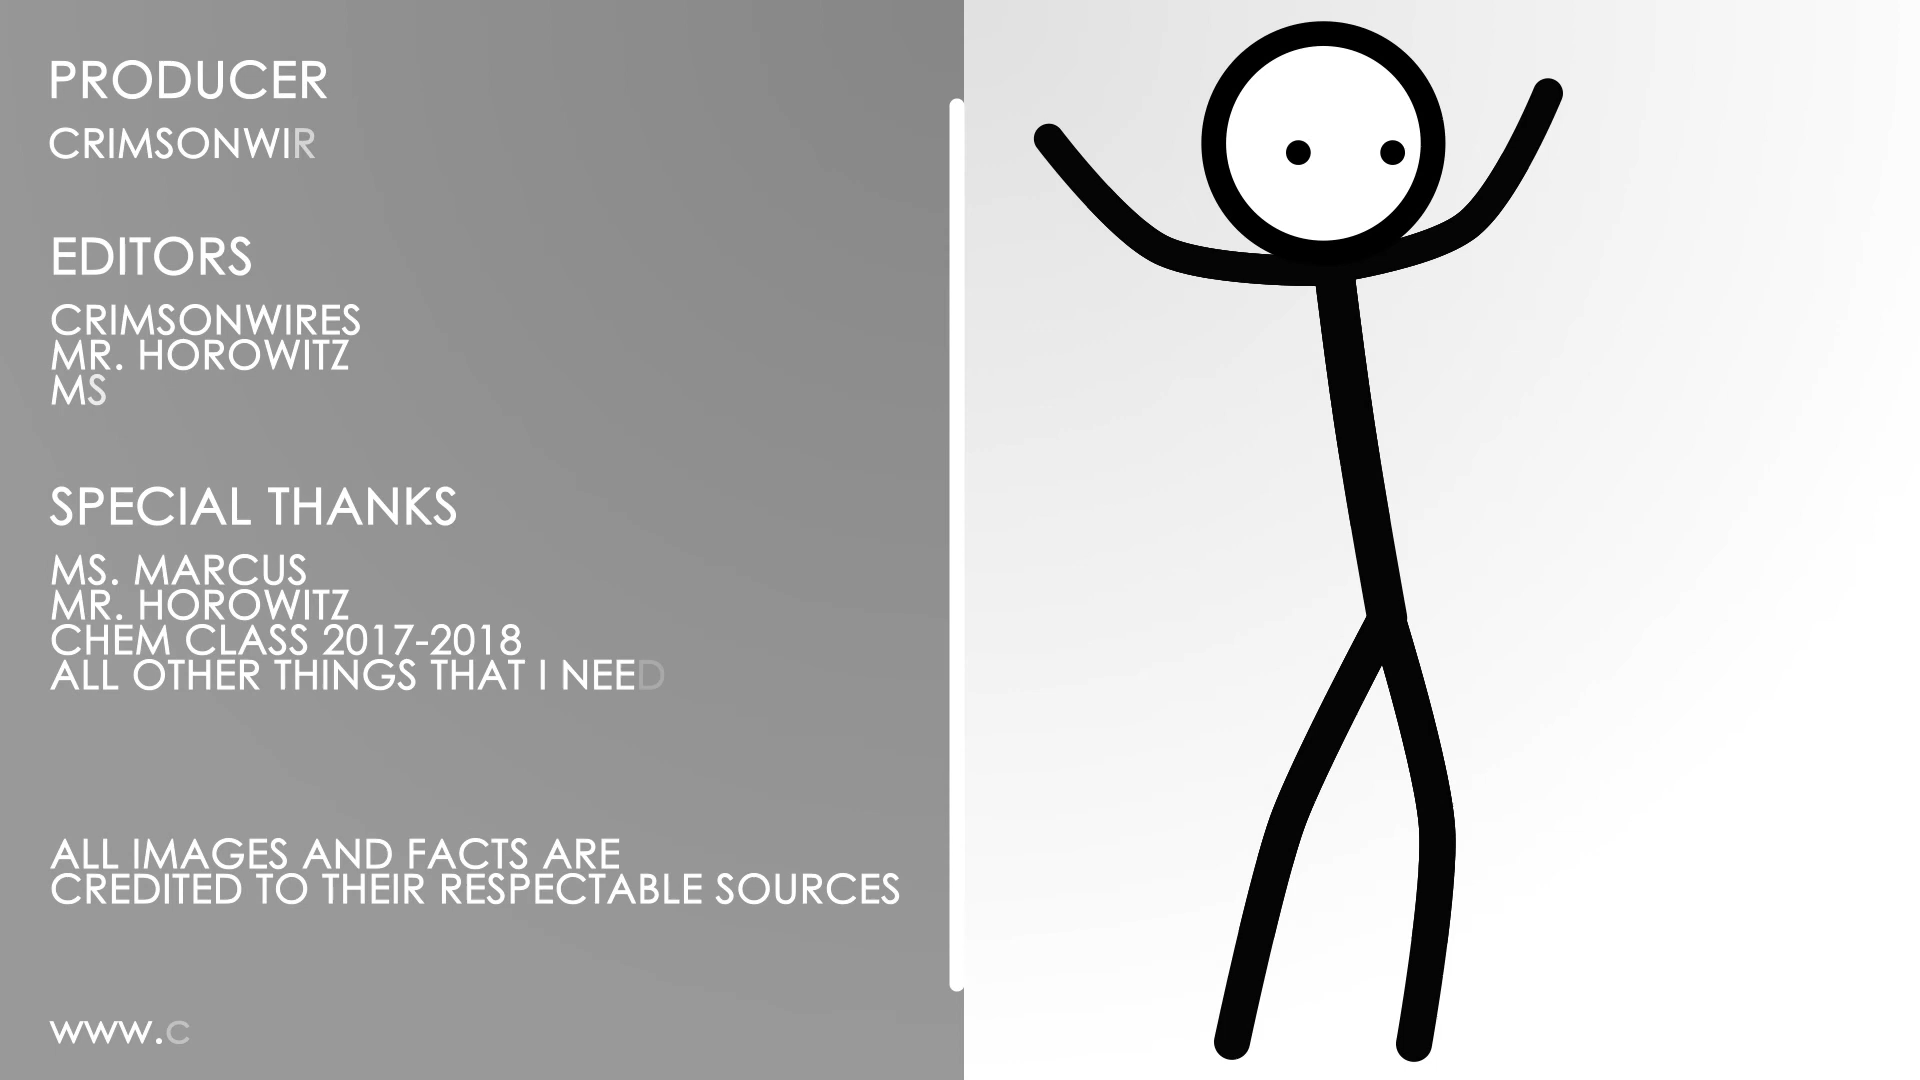 PRODUCER
CRIMSONWIR
EDITORS
CRIMSONWIRES
MR. HOROWITZ
MS
SPECIAL THANKS
MS. MARCUS
MR. HOROWITZ
CHEM CLASS 2017-2018
ALL OTHER THINGS THAT I NEED
ALL IMAGES AND FACTS ARE
CREDITED TO THEIR RESPECTABLE SOURCES
WWW.C